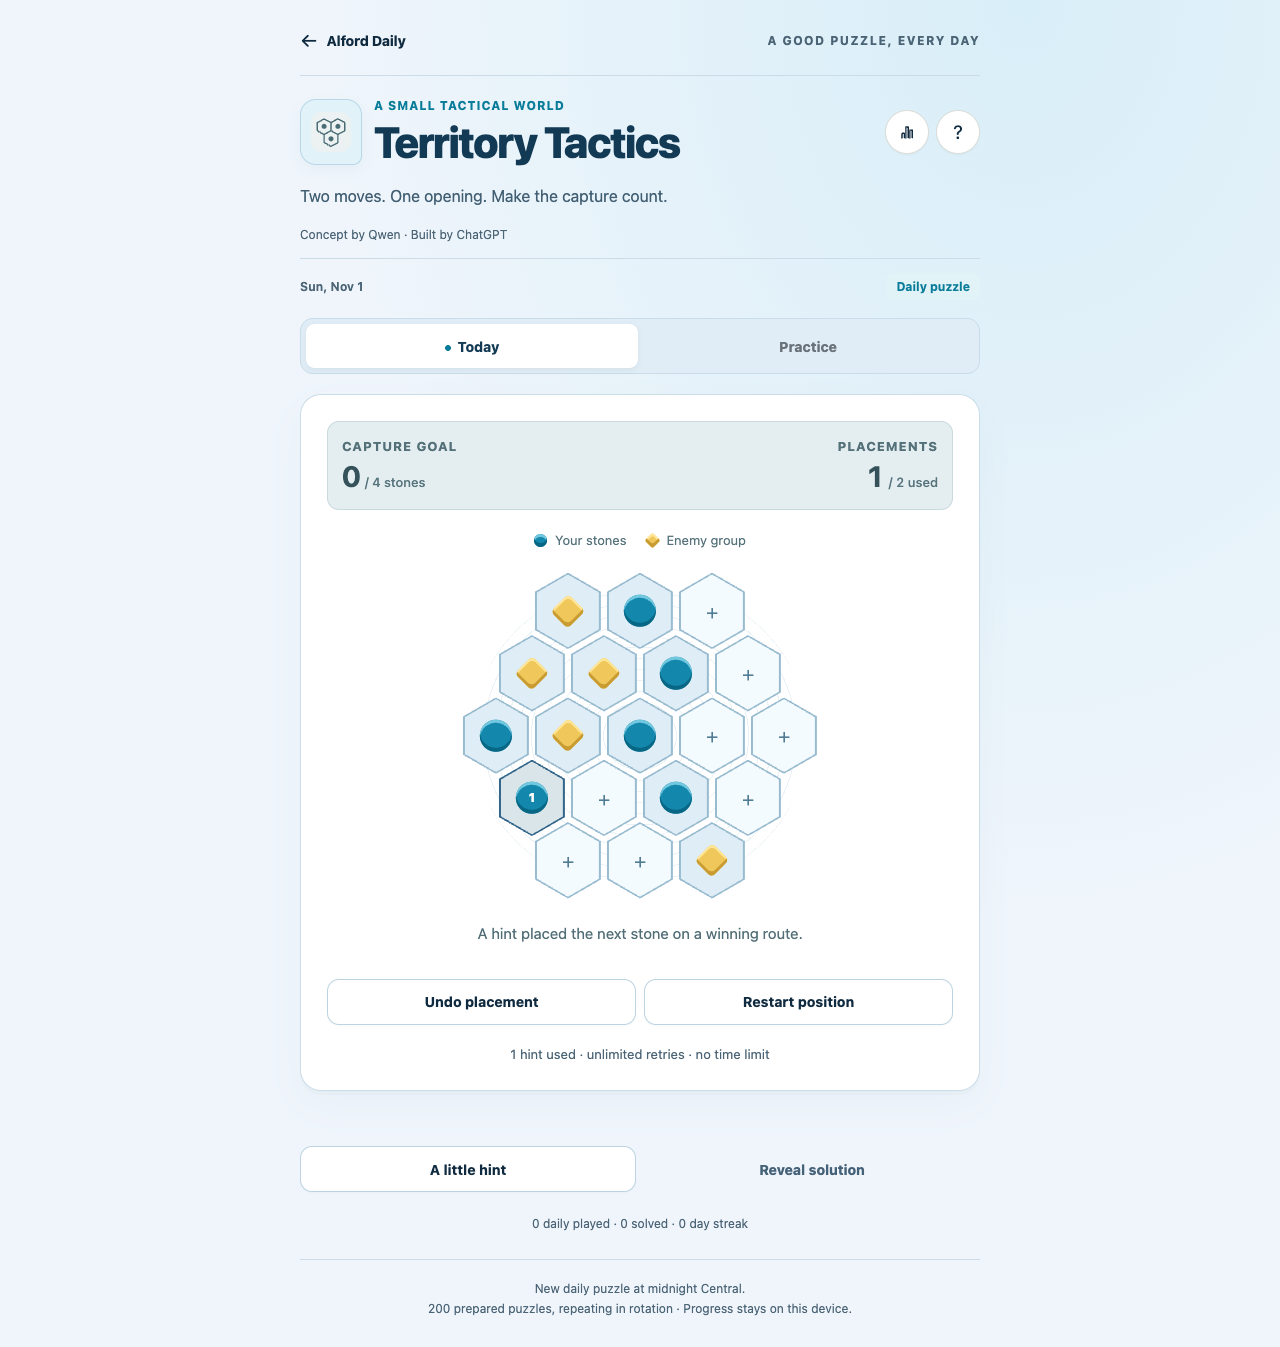 Alford Daily
A GOOD PUZZLE, EVERY DAY
A SMALL TACTICAL WORLD
Territory Tactics
?
Two moves. One opening. Make the capture count.
Concept by Qwen · Built by ChatGPT
Sun, Nov 1
Daily puzzle
Today
Practice
CAPTURE GOAL
PLACEMENTS
0 / 4 stones
1 / 2 used
Your stones
Enemy group
+
+
+
+
1
+
+
+
+
A hint placed the next stone on a winning route.
Undo placement
Restart position
1 hint used · unlimited retries · no time limit
A little hint
Reveal solution
0 daily played · 0 solved · 0 day streak
New daily puzzle at midnight Central.
200 prepared puzzles, repeating in rotation · Progress stays on this device.